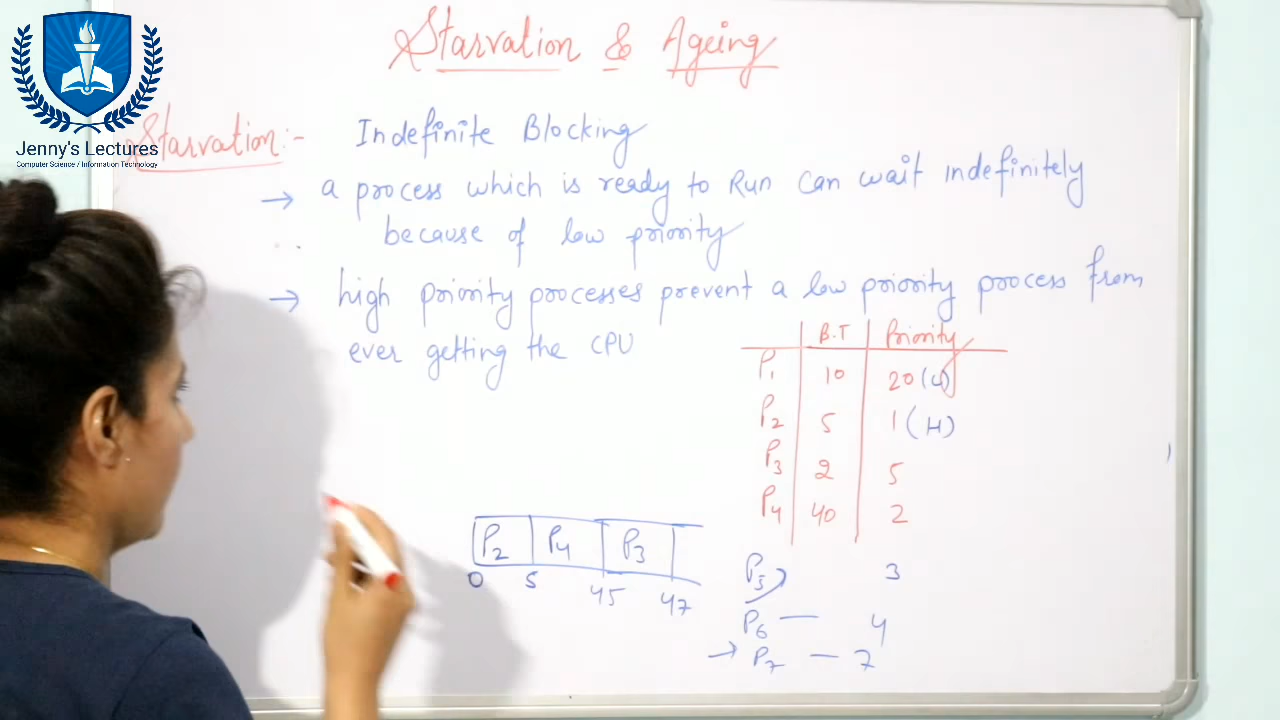 Starvation & Ageing
Jenny's Lectures
Computer Science / Information Technology
Starvation :- Indefinite Blocking
→ a process which is ready to Run can wait indefinitely
because of low priority
→ high priority processes prevent a low priority process from
ever getting the CPU
B.T Priority
P1 10 20 (L)
P2 5 1 (H)
P3 2 5
P4 40 2
P5 3
P6 — 4
→ P7 — 7
P2 P4 P3
0 5 45 47